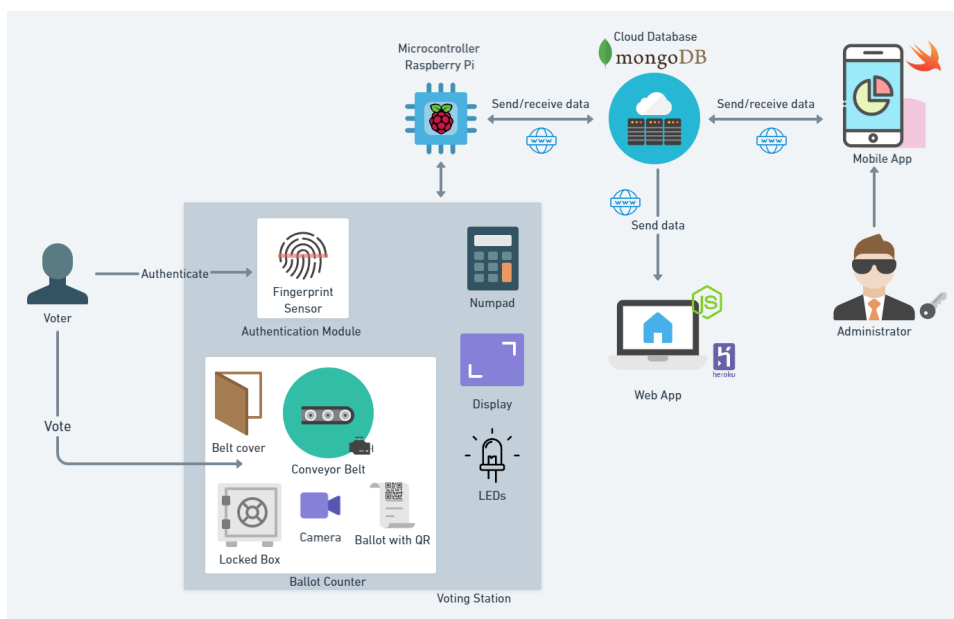 Microcontroller
Raspberry Pi
Cloud Database
mongoDB
Send/receive data
www
Send/receive data
www
Mobile App
www
Send data
JS
heroku
Web App
Administrator
Voter
Authenticate
Vote
Fingerprint
Sensor
Authentication Module
Numpad
Display
LEDs
Belt cover
Conveyor Belt
Locked Box
Camera
Ballot with QR
Ballot Counter
Voting Station